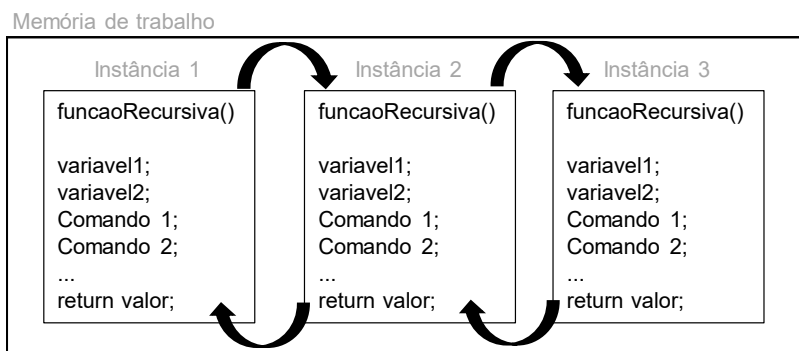 Memória de trabalho
Instância 1
Instância 2
Instância 3
funcaoRecursiva()
variavel1;
variavel2;
Comando 1;
Comando 2;
...
return valor;
funcaoRecursiva()
variavel1;
variavel2;
Comando 1;
Comando 2;
...
return valor;
funcaoRecursiva()
variavel1;
variavel2;
Comando 1;
Comando 2;
...
return valor;